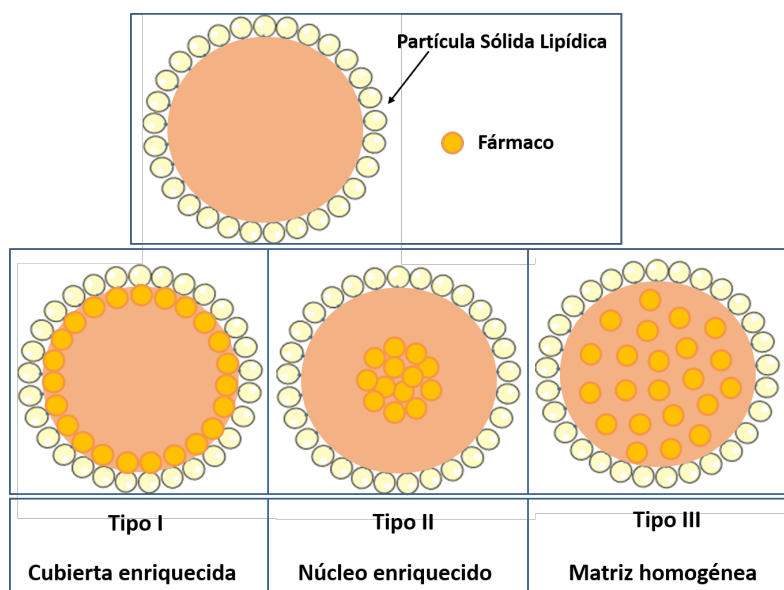 Partícula Sólida Lipídica
Fármaco
Tipo I
Tipo II
Tipo III
Cubierta enriquecida
Núcleo enriquecido
Matriz homogénea